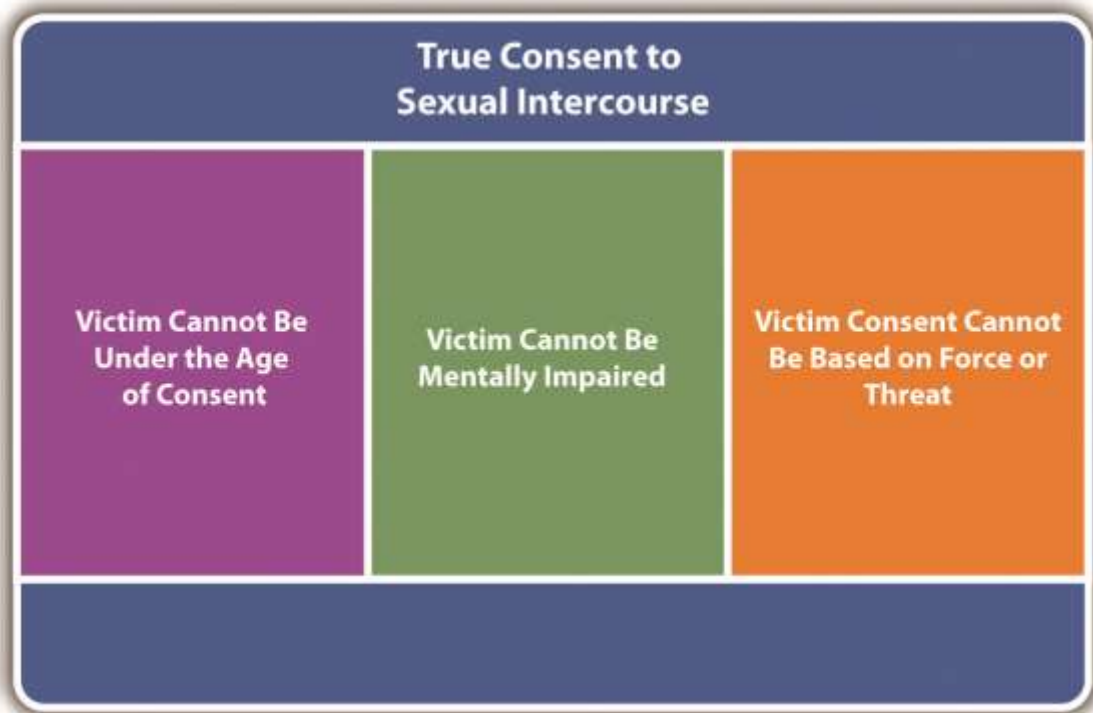 True Consent to
Sexual Intercourse
Victim Cannot Be
Under the Age
of Consent
Victim Cannot Be
Mentally Impaired
Victim Consent Cannot
Be Based on Force or
Threat